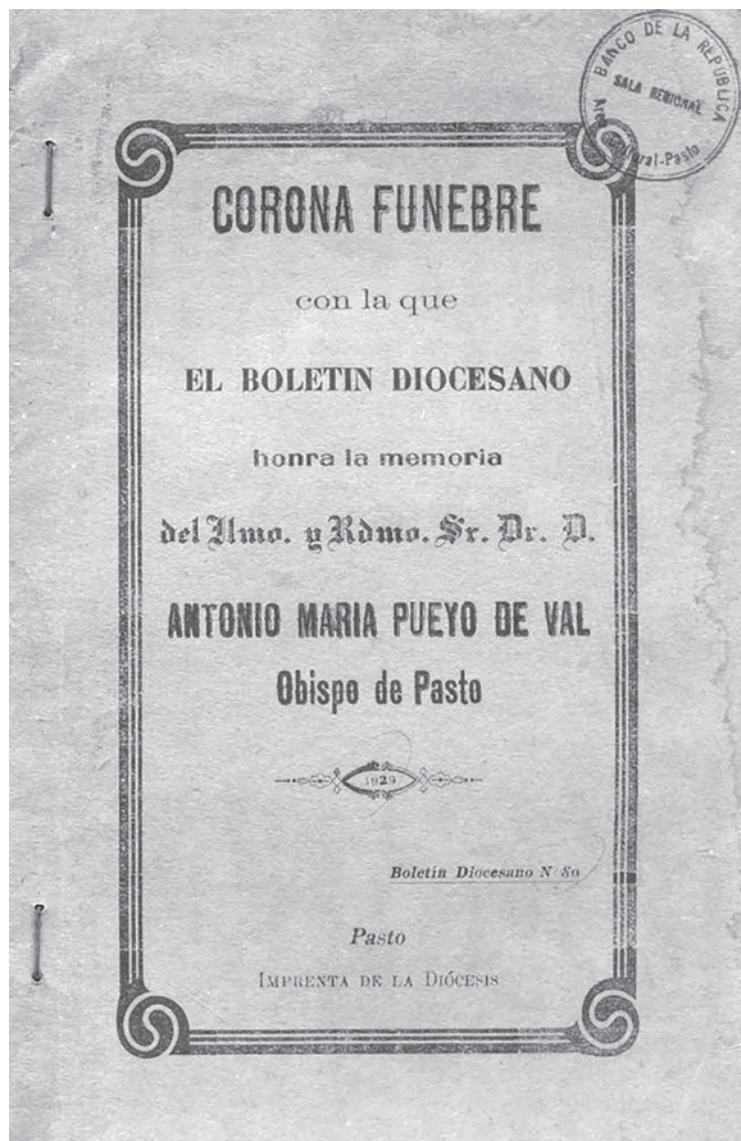 BANCO DE LA REPUBLICA
SALA REGIONAL
CORONA FUNEBRE
con la que
EL BOLETIN DIOCESANO
honra la memoria
del Ilmo. y Rdmo. Sr. Dr. D.
ANTONIO MARIA PUEYO DE VAL
Obispo de Pasto
1929
Boletín Diocesano N 80
Pasto
IMPRENTA DE LA DIÓCESIS